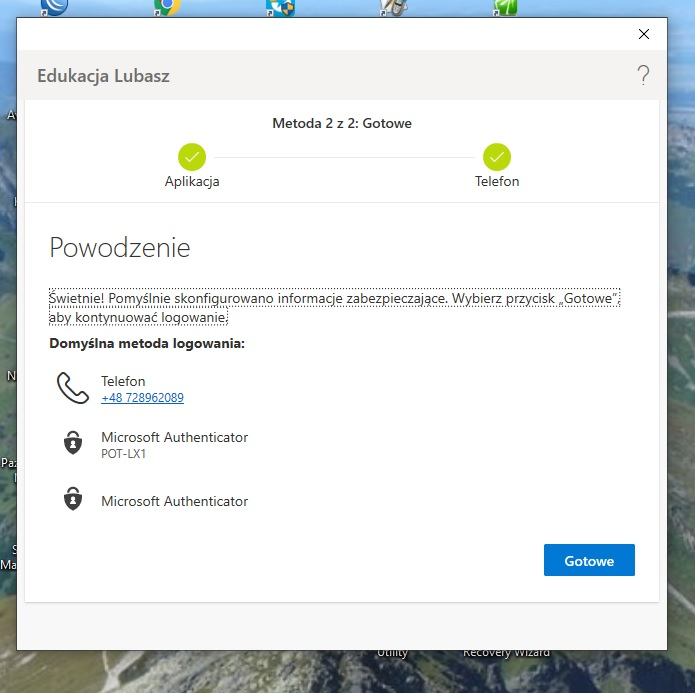 Edukacja Lubasz
?
Metoda 2 z 2: Gotowe
Aplikacja
Telefon
Powodzenie
Świetnie! Pomyślnie skonfigurowano informacje zabezpieczające. Wybierz przycisk „Gotowe”,
aby kontynuować logowanie.
Domyślna metoda logowania:
Telefon
+48 728962089
Microsoft Authenticator
POT-LX1
Microsoft Authenticator
Gotowe
Utility
Recovery Wizard